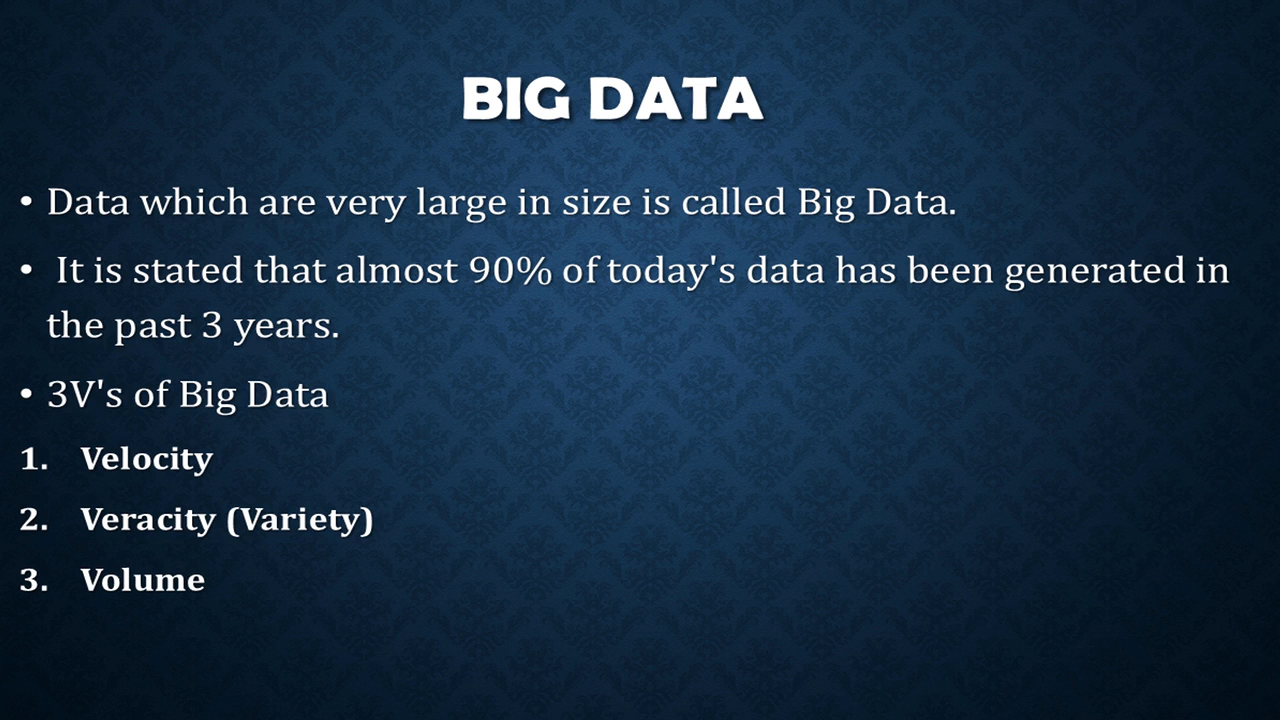 BIG DATA
• Data which are very large in size is called Big Data.
• It is stated that almost 90% of today's data has been generated in
the past 3 years.
• 3V's of Big Data
1. Velocity
2. Veracity (Variety)
3. Volume